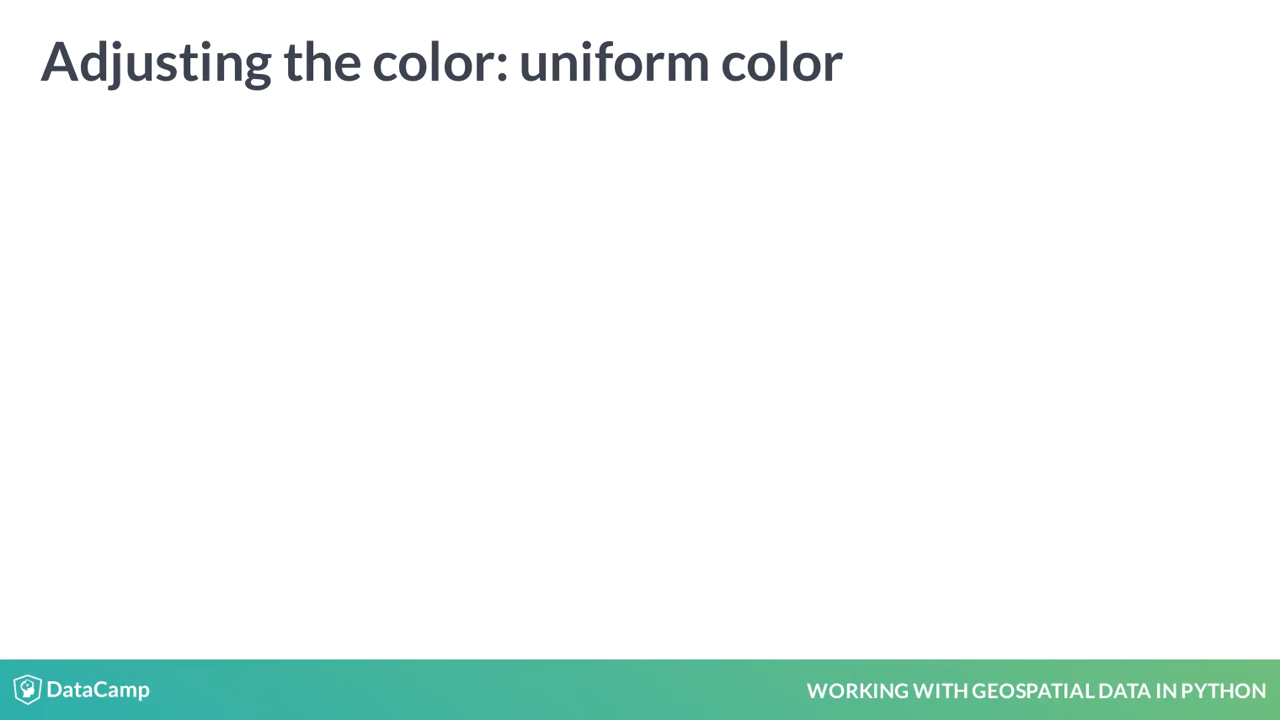 Adjusting the color: uniform color
DataCamp
WORKING WITH GEOSPATIAL DATA IN PYTHON